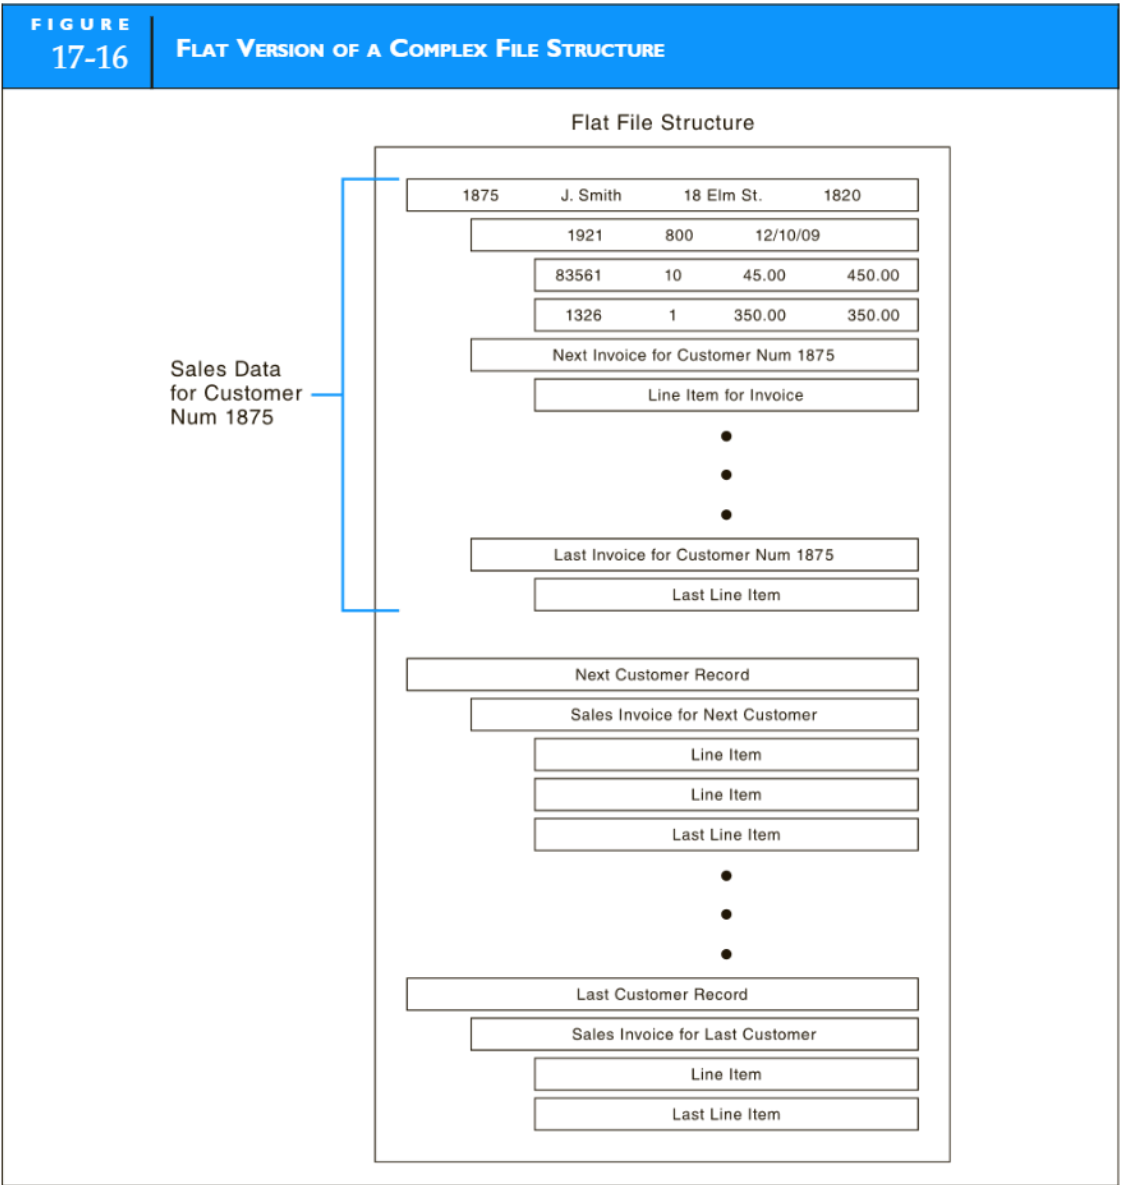 FIGURE
17-16
FLAT VERSION OF A COMPLEX FILE STRUCTURE
Flat File Structure
1875 J. Smith 18 Elm St. 1820
1921 800 12/10/09
83561 10 45.00 450.00
1326 1 350.00 350.00
Next Invoice for Customer Num 1875
Line Item for Invoice
Sales Data
for Customer
Num 1875
Last Invoice for Customer Num 1875
Last Line Item
Next Customer Record
Sales Invoice for Next Customer
Line Item
Line Item
Last Line Item
Last Customer Record
Sales Invoice for Last Customer
Line Item
Last Line Item